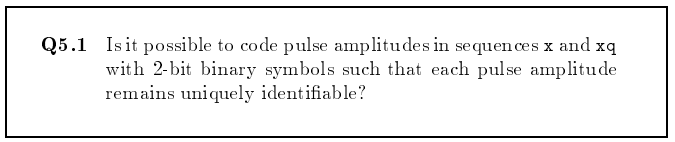 Q5.1 Is it possible to code pulse amplitudes in sequences x and xq
with 2-bit binary symbols such that each pulse amplitude
remains uniquely identifiable?